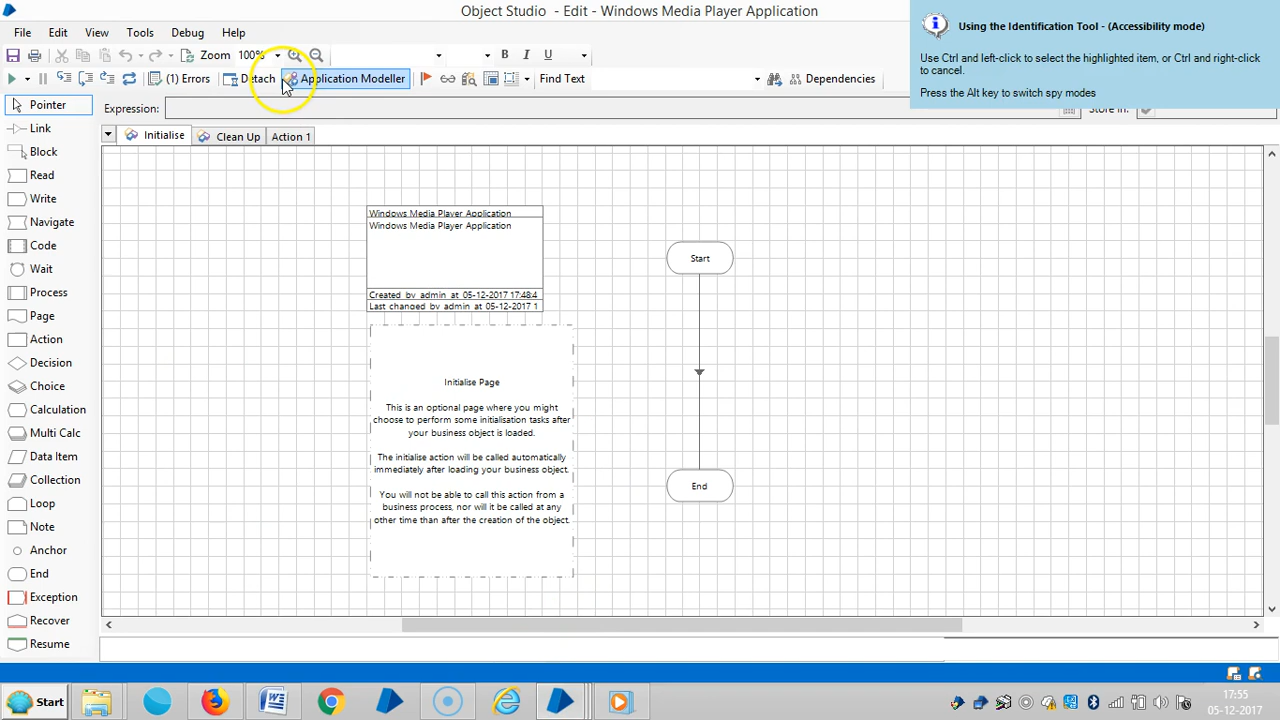 Object Studio - Edit - Windows Media Player Application
File Edit View Tools Debug Help
Zoom 100% B I U
(1) Errors Detach Application Modeller Find Text Dependencies
Using the Identification Tool - (Accessibility mode)
Use Ctrl and left-click to select the highlighted item, or Ctrl and right-click
to cancel.
Press the Alt key to switch spy modes
Expression:
Store In:
Initialise Clean Up Action 1
Pointer
Link
Block
Read
Write
Navigate
Code
Wait
Process
Page
Action
Decision
Choice
Calculation
Multi Calc
Data Item
Collection
Loop
Note
Anchor
End
Exception
Recover
Resume
Windows Media Player Application
Windows Media Player Application
Created by admin at 05-12-2017 17:48:4
Last changed by admin at 05-12-2017 1
Initialise Page
This is an optional page where you might
choose to perform some initialisation tasks after
your business object is loaded.
The initialise action will be called automatically
immediately after loading your business object.
You will not be able to call this action from a
business process, nor will it be called at any
other time than after the creation of the object.
Start
End
Start
17:55
05-12-2017